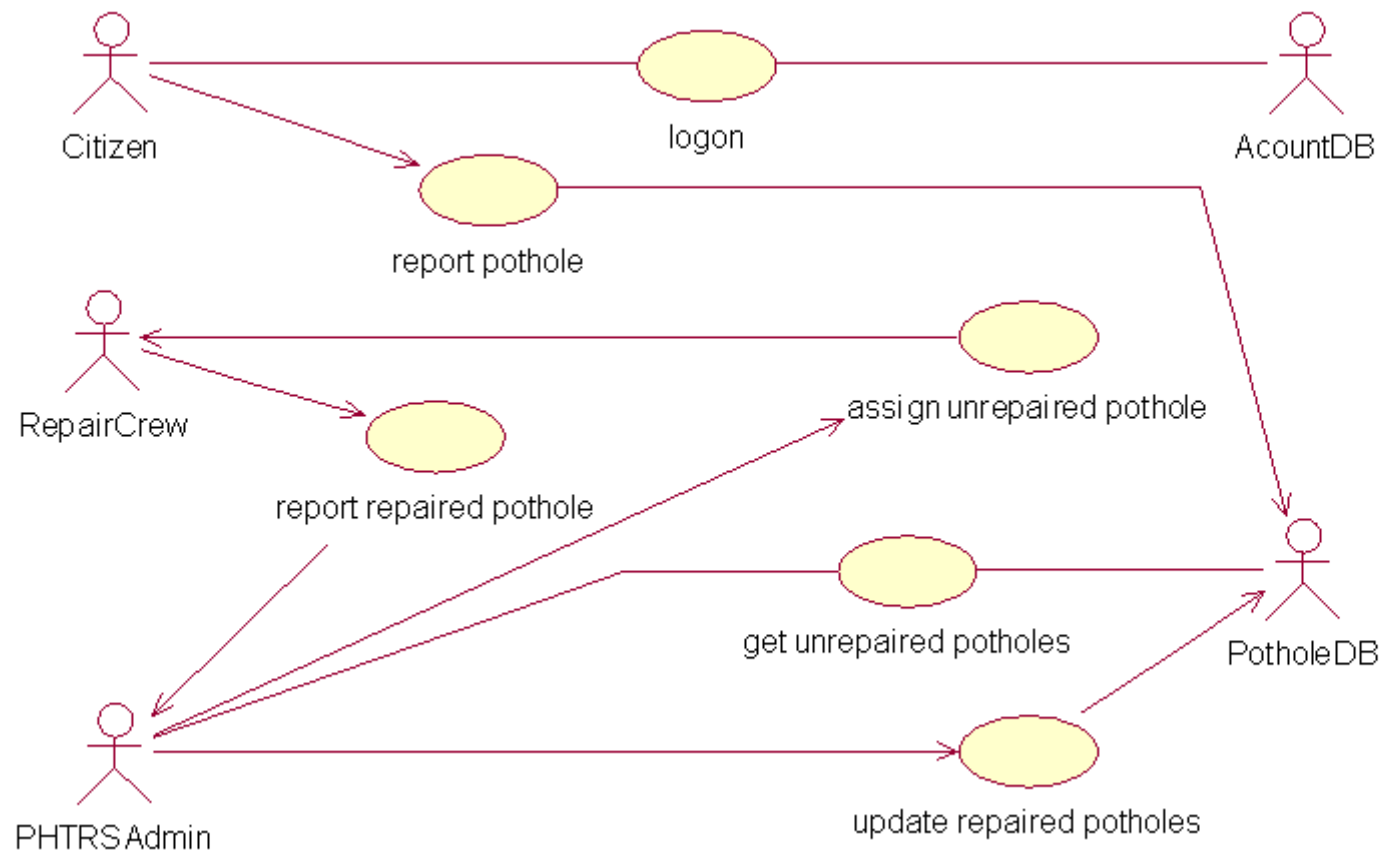 Citizen
logon
AcountDB
report pothole
RepairCrew
assign unrepaired pothole
report repaired pothole
get unrepaired potholes
PotholeDB
PHTRSAdmin
update repaired potholes